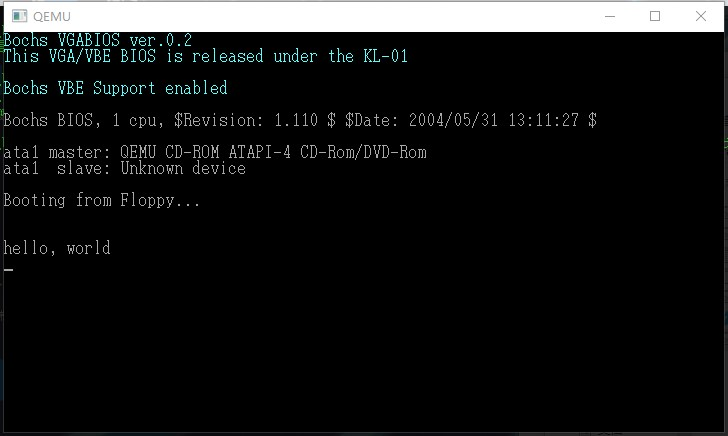 QEMU
Bochs VGABIOS ver.0.2
This VGA/VBE BIOS is released under the KL-01
Bochs VBE Support enabled
Bochs BIOS, 1 cpu, $Revision: 1.110 $ $Date: 2004/05/31 13:11:27 $
ata1 master: QEMU CD-ROM ATAPI-4 CD-Rom/DVD-Rom
ata1  slave: Unknown device
Booting from Floppy...
hello, world